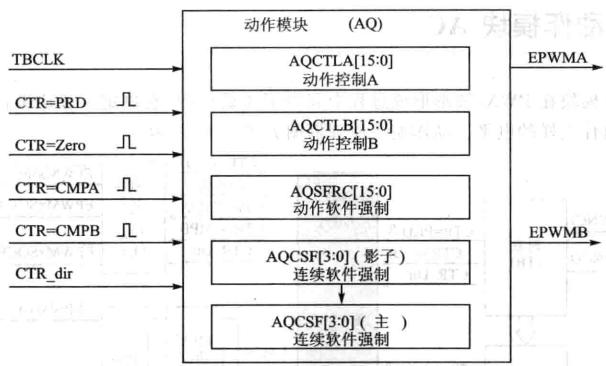 动作模块 (AQ)
TBCLK
CTR=PRD
CTR=Zero
CTR=CMPA
CTR=CMPB
CTR_dir
AQCTLA[15:0]
动作控制A
AQCTLB[15:0]
动作控制B
AQSFRC[15:0]
动作软件强制
AQCSF[3:0] ( 影子 )
连续软件强制
AQCSF[3:0] ( 主 )
连续软件强制
EPWMA
EPWMB